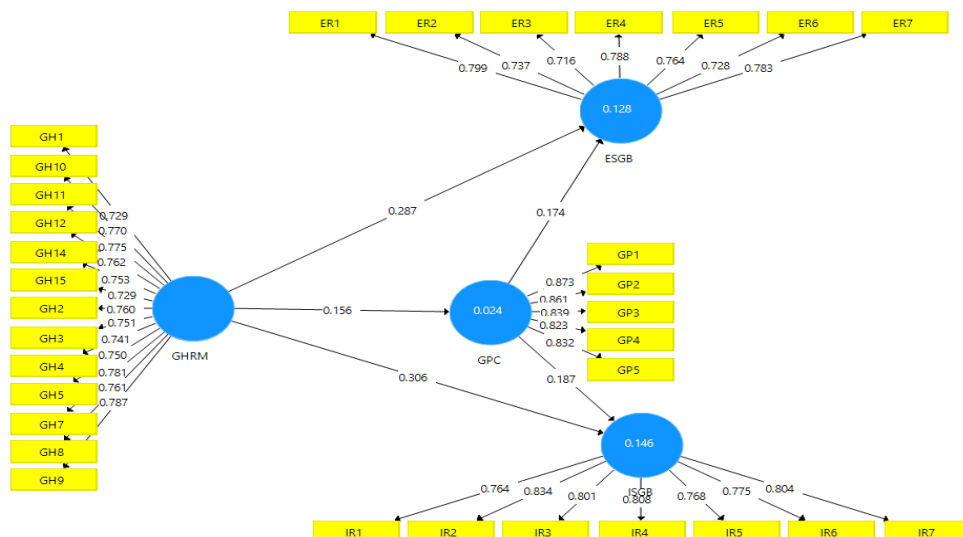 ER1 ER2 ER3 ER4 ER5 ER6 ER7
0.799 0.737 0.716 0.788 0.764 0.728 0.783
0.128
ESGB
GH1
GH10
GH11
GH12
GH14
GH15
GH2
GH3
GH4
GH5
GH7
GH8
GH9
0.729
0.770
0.775
0.762
0.753
0.729
0.760
0.751
0.741
0.750
0.781
0.761
0.787
GHRM
0.287
0.174
0.156
0.306
0.187
0.024
GPC
0.873
0.861
0.839
0.823
0.832
GP1
GP2
GP3
GP4
GP5
0.146
ISGB
0.764 0.834 0.801 0.808 0.768 0.775 0.804
IR1 IR2 IR3 IR4 IR5 IR6 IR7